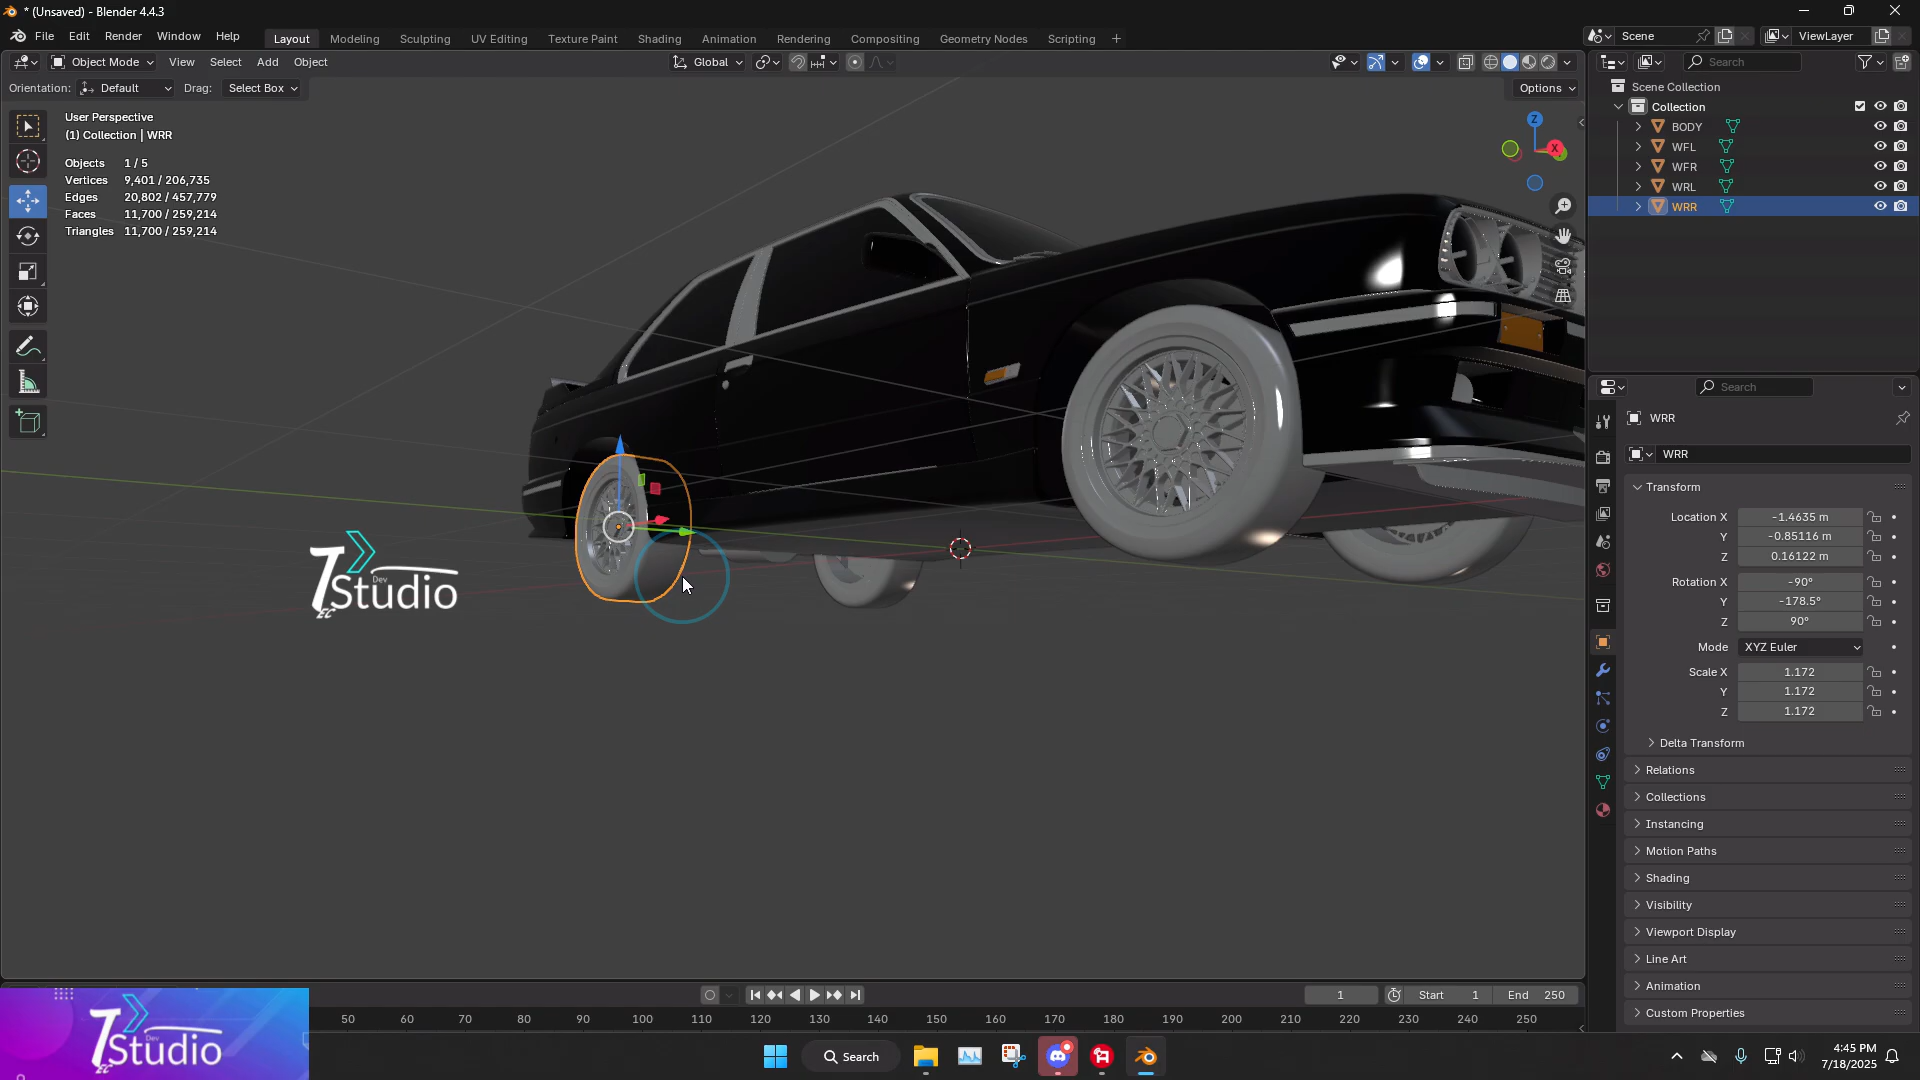 * (Unsaved) - Blender 4.4.3
File Edit Render Window Help
Layout Modeling Sculpting UV Editing Texture Paint Shading Animation Rendering Compositing Geometry Nodes Scripting +
Scene
ViewLayer
Object Mode View Select Add Object
Global
Search
Orientation: Default Drag: Select Box
Options
User Perspective
(1) Collection | WRR
Objects 1 / 5
Vertices 9,401 / 206,735
Edges 20,802 / 457,779
Faces 11,700 / 259,214
Triangles 11,700 / 259,214
Z
X
Scene Collection
Collection
BODY
WFL
WFR
WRL
WRR
Search
WRR
WRR
Transform
Location X -1.4635 m
Y -0.85116 m
Z 0.16122 m
Rotation X -90°
Y -178.5°
Z 90°
Mode XYZ Euler
Scale X 1.172
Y 1.172
Z 1.172
Delta Transform
Relations
Collections
Instancing
Motion Paths
Shading
Visibility
Viewport Display
Line Art
Animation
Custom Properties
7EC Dev Studio
1 Start 1 End 250
50 60 70 80 90 100 110 120 130 140 150 160 170 180 190 200 210 220 230 240 250
7EC Dev Studio
Search
4:45 PM
7/18/2025